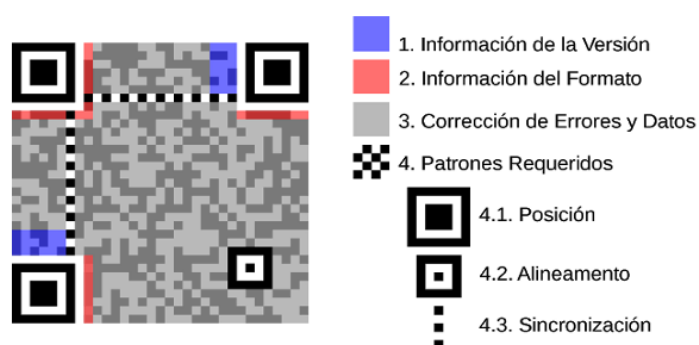 1. Información de la Versión
2. Información del Formato
3. Corrección de Errores y Datos
4. Patrones Requeridos
4.1. Posición
4.2. Alineamento
4.3. Sincronización